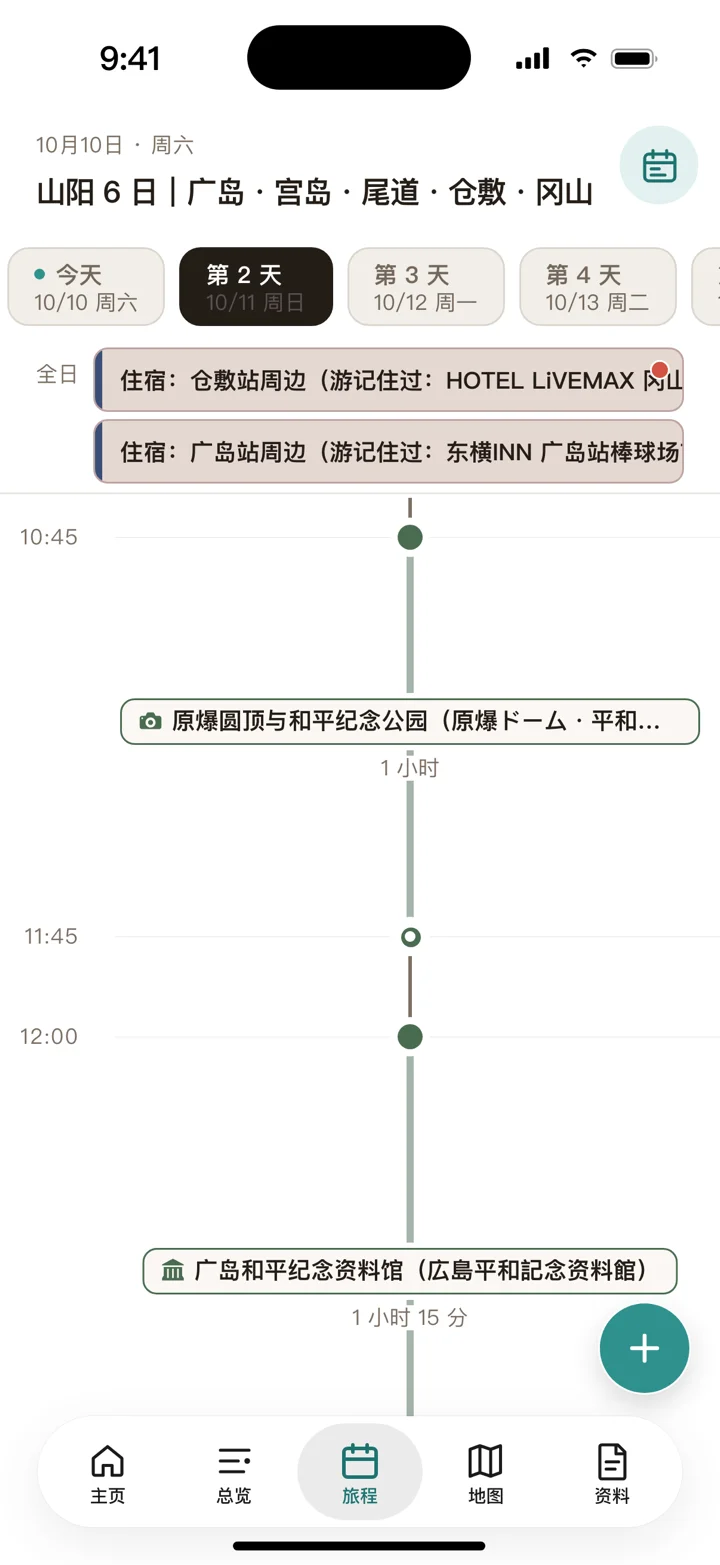 9:41
10月10日 · 周六
山阳 6 日 | 广岛 · 宫岛 · 尾道 · 仓敷 · 冈山
今天
10/10 周六
第 2 天
10/11 周日
第 3 天
10/12 周一
第 4 天
10/13 周二
全日
住宿：仓敷站周边（游记住过：HOTEL LiVEMAX 冈山
住宿：广岛站周边（游记住过：东横INN 广岛站棒球场
10:45
原爆圆顶与和平纪念公园（原爆ドーム · 平和...
1 小时
11:45
12:00
广岛和平纪念资料馆（広島平和記念资料館）
1 小时 15 分
主页
总览
旅程
地图
资料